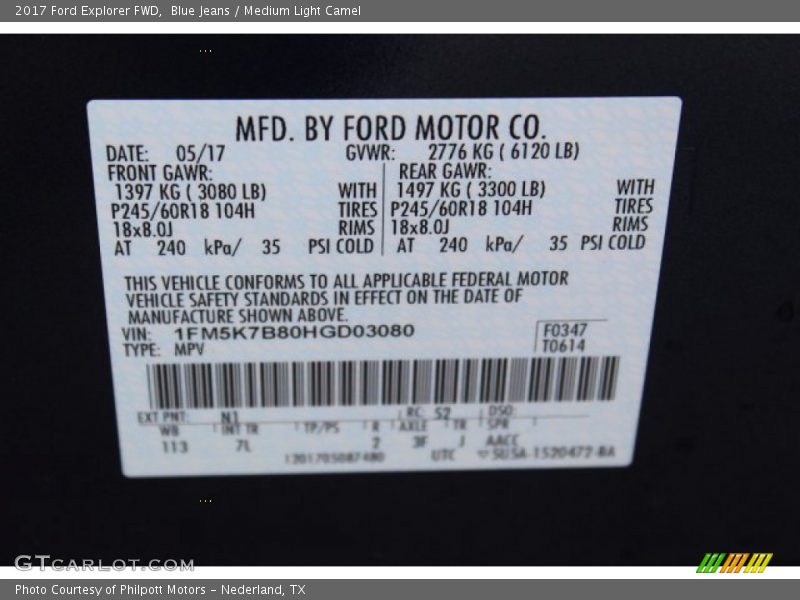 2017 Ford Explorer FWD,  Blue Jeans / Medium Light Camel
MFD. BY FORD MOTOR CO.
DATE: 05/17 GVWR: 2776 KG ( 6120 LB)
FRONT GAWR: REAR GAWR:
1397 KG ( 3080 LB) WITH 1497 KG ( 3300 LB) WITH
P245/60R18 104H TIRES P245/60R18 104H TIRES
18x8.0J RIMS 18x8.0J RIMS
AT 240 kPa/ 35 PSI COLD AT 240 kPa/ 35 PSI COLD
THIS VEHICLE CONFORMS TO ALL APPLICABLE FEDERAL MOTOR
VEHICLE SAFETY STANDARDS IN EFFECT ON THE DATE OF
MANUFACTURE SHOWN ABOVE.
VIN: 1FM5K7B80HGD03080 F0347
TYPE: MPV T0614
EXT PNT: N1 RC: 52 DSO:
WB INT TR TP/PS R AXLE TR SPR
113 7L 2 3F J AACC
1201705087480 UTC 5U5A-1520472-BA
GTCARLOT.COM
Photo Courtesy of Philpott Motors - Nederland, TX